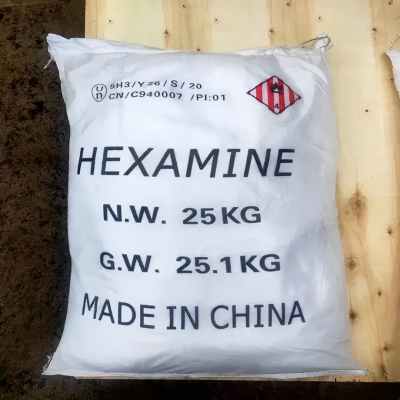 5H3/Y26/S/20
CN/C940007 /PI:01
HEXAMINE
N.W. 25KG
G.W. 25.1KG
MADE IN CHINA